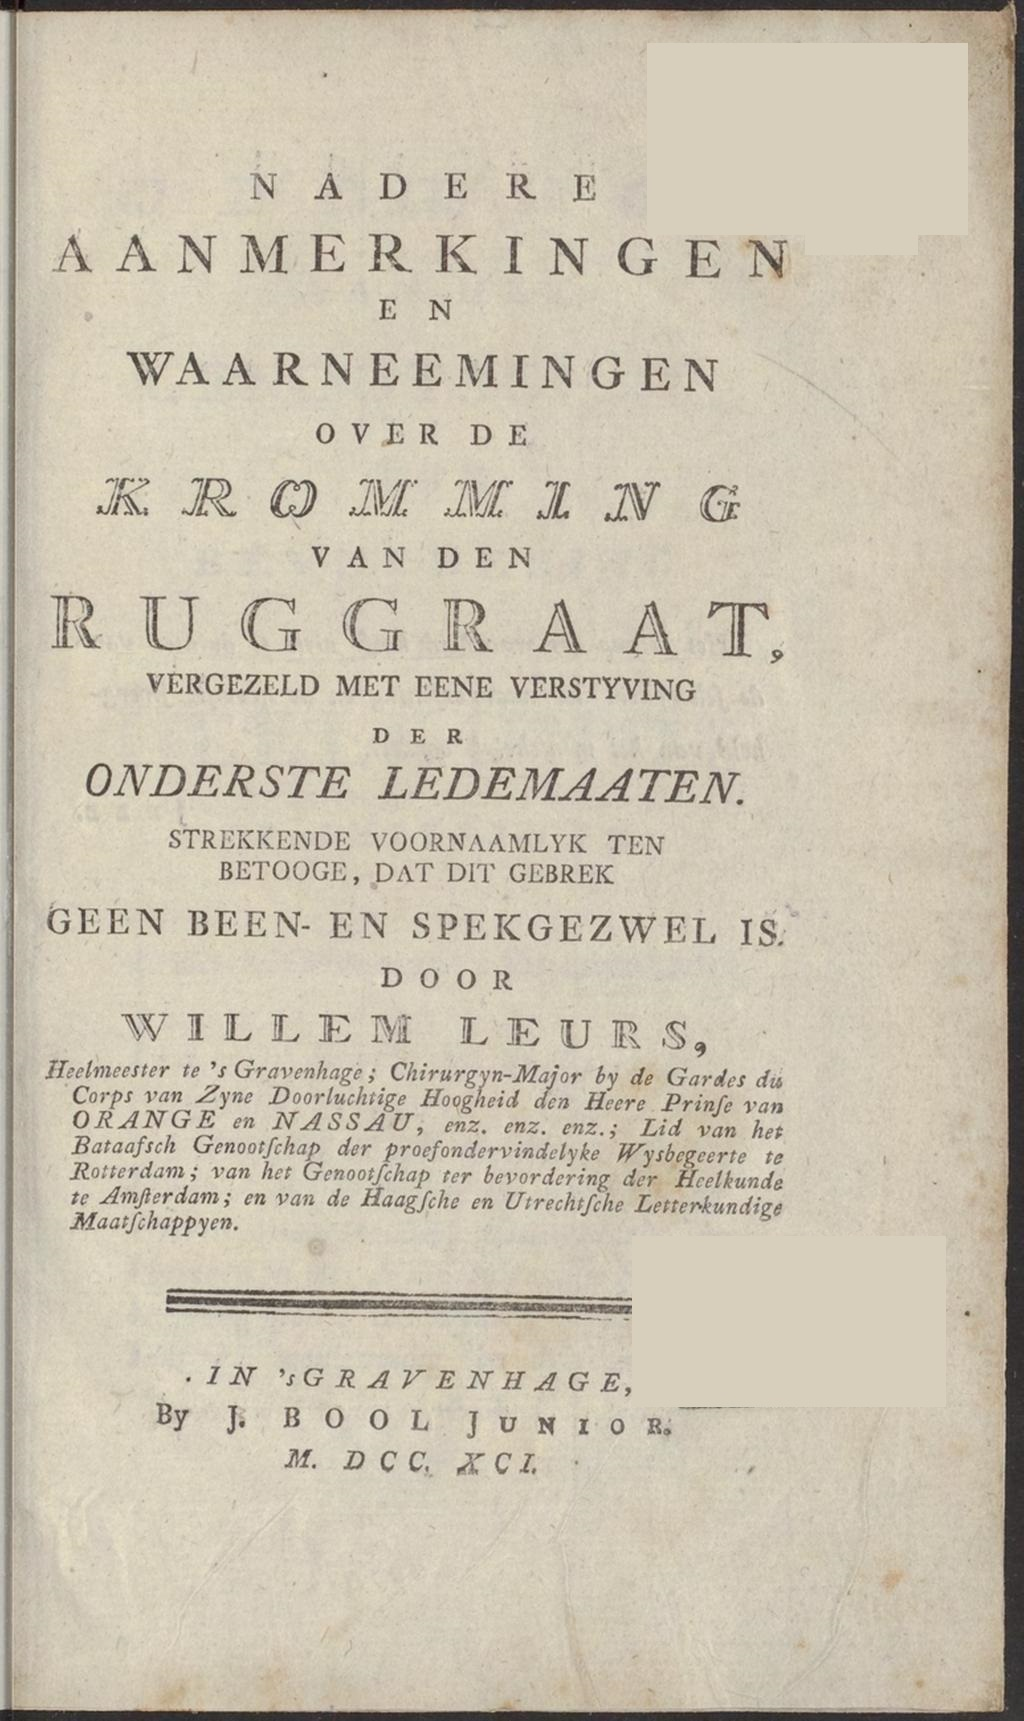 NADERE
AANMERKINGEN
EN
WAARNEEMINGEN
OVER DE
KROMMING
VAN DEN
RUGGRAAT,
VERGEZELD MET EENE VERSTYVING
DER
ONDERSTE LEDEMAATEN.
STREKKENDE VOORNAAMLYK TEN
BETOOGE, DAT DIT GEBREK
GEEN BEEN- EN SPEKGEZWEL IS.
DOOR
WILLEM LEURS,
Heelmeester te 's Gravenhage; Chirurgyn-Major by de Gardes du
Corps van Zyne Doorluchtige Hoogheid den Heere Prinſe van
ORANGE en NASSAU, enz. enz. enz.; Lid van het
Bataafsch Genootſchap der proefondervindelyke Wysbegeerte te
Rotterdam; van het Genootſchap ter bevordering der Heelkunde
te Amſterdam; en van de Haagſche en Utrechtſche Letterkundige
Maatſchappyen.
IN 'sGRAVENHAGE,
By J. BOOL JUNIOR.
M. DCC. XCI.